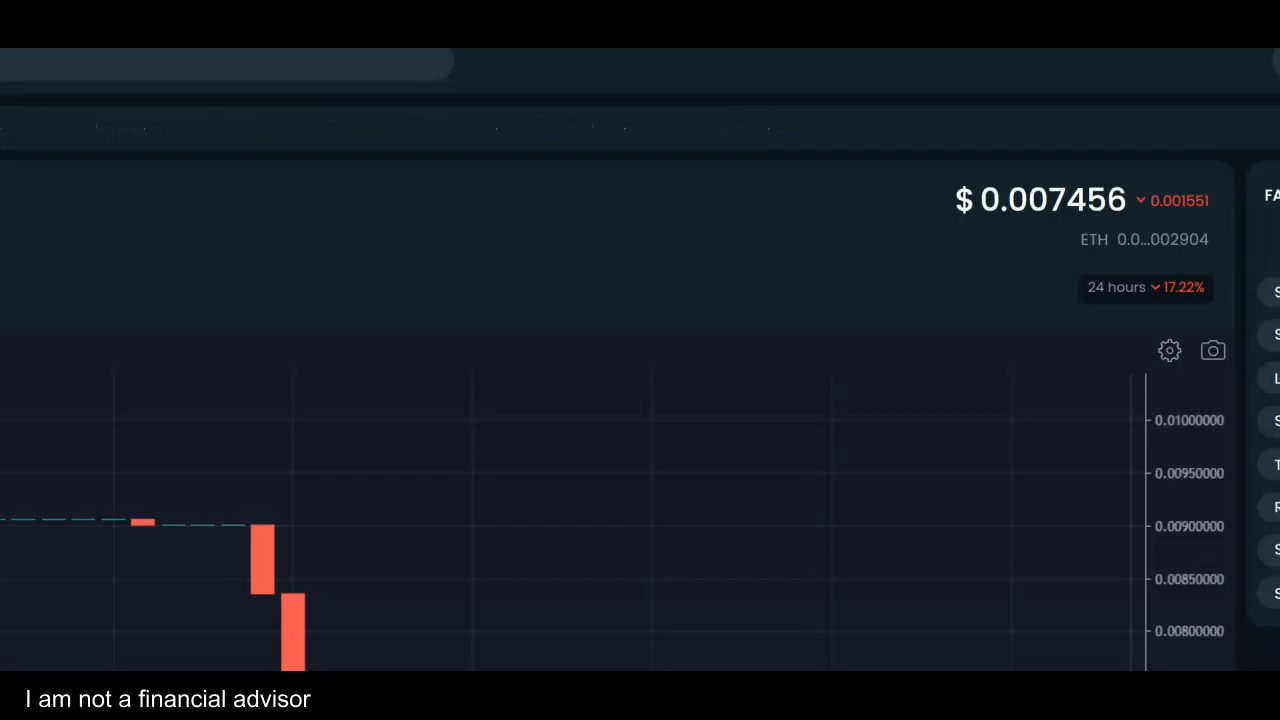 $ 0.007456 0.001551
FA
ETH 0.0...002904
24 hours 17.22%
S
S
L
0.01000000
S
T
0.00950000
R
0.00900000
S
0.00850000
S
0.00800000
I am not a financial advisor